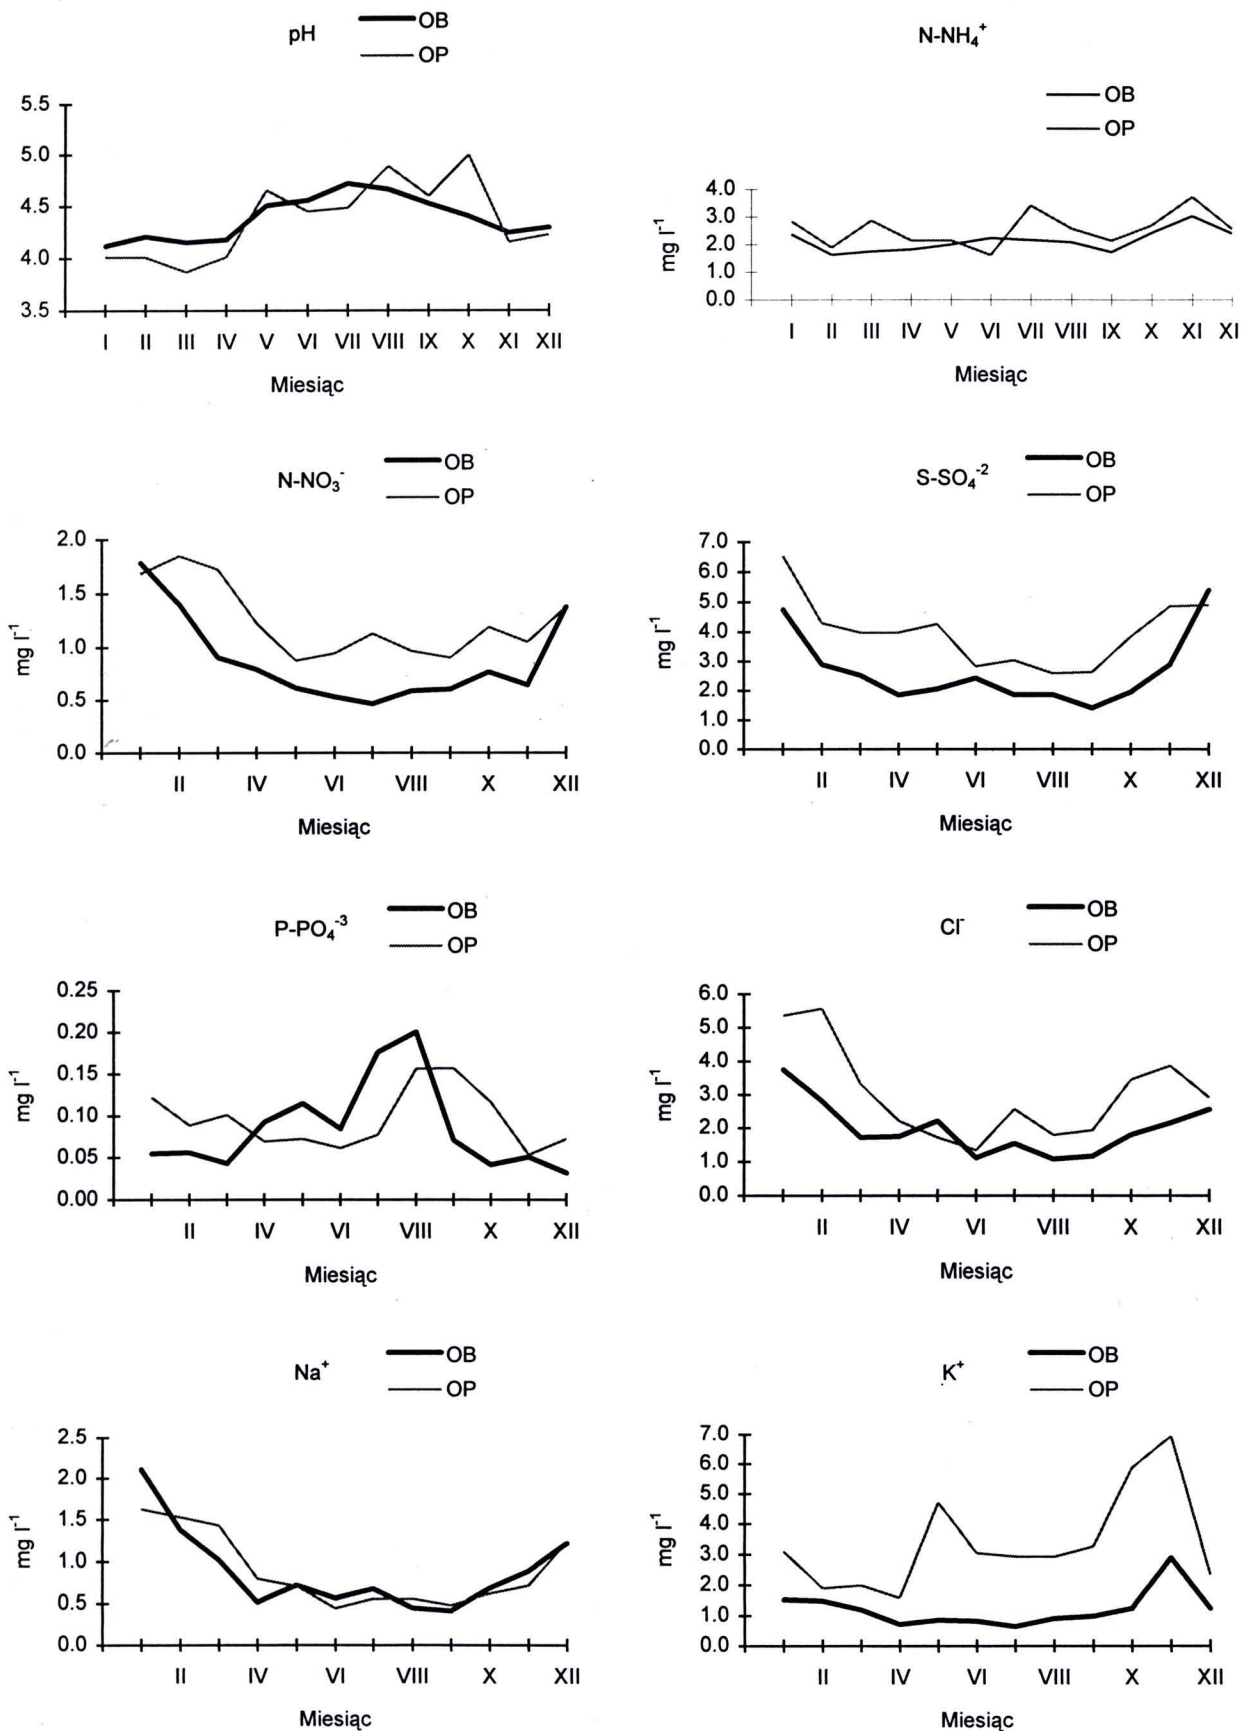 pH
OB
OP
5.5
5.0
4.5
4.0
3.5
I II III IV V VI VII VIII IX X XI XII
Miesiąc
N-NH₄⁺
OB
OP
mg l⁻¹
4.0
3.0
2.0
1.0
0.0
I II III IV V VI VII VIII IX X XI XI
Miesiąc
N-NO₃⁻
OB
OP
mg l⁻¹
2.0
1.5
1.0
0.5
0.0
II IV VI VIII X XII
Miesiąc
S-SO₄⁻²
OB
OP
mg l⁻¹
7.0
6.0
5.0
4.0
3.0
2.0
1.0
0.0
II IV VI VIII X XII
Miesiąc
P-PO₄⁻³
OB
OP
mg l⁻¹
0.25
0.20
0.15
0.10
0.05
0.00
II IV VI VIII X XII
Miesiąc
Cl⁻
OB
OP
mg l⁻¹
6.0
5.0
4.0
3.0
2.0
1.0
0.0
II IV VI VIII X XII
Miesiąc
Na⁺
OB
OP
mg l⁻¹
2.5
2.0
1.5
1.0
0.5
0.0
II IV VI VIII X XII
Miesiąc
K⁺
OB
OP
mg l⁻¹
7.0
6.0
5.0
4.0
3.0
2.0
1.0
0.0
II IV VI VIII X XII
Miesiąc